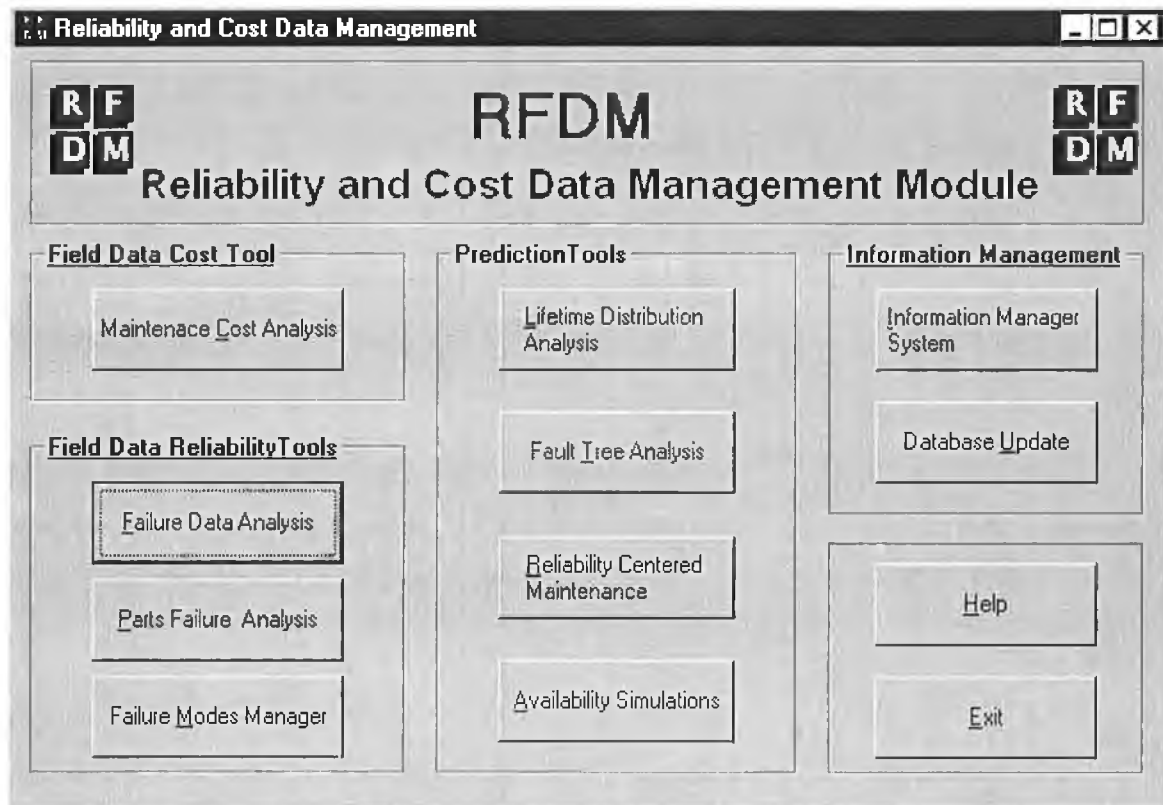 Reliability and Cost Data Management
R F
D M
RFDM
R F
D M
Reliability and Cost Data Management Module
Field Data Cost Tool
Maintenace Cost Analysis
Field Data ReliabilityTools
Failure Data Analysis
Parts Failure Analysis
Failure Modes Manager
PredictionTools
Lifetime Distribution
Analysis
Fault Tree Analysis
Reliability Centered
Maintenance
Availability Simulations
Information Management
Information Manager
System
Database Update
Help
Exit